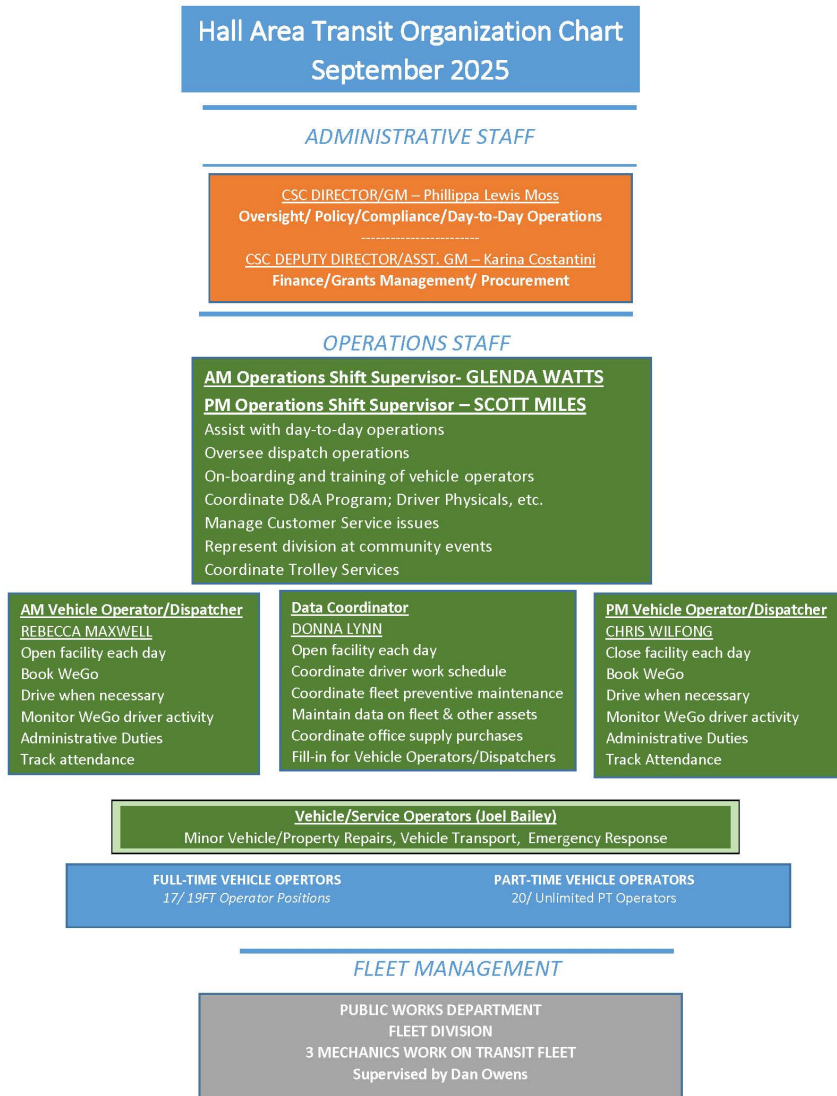 Hall Area Transit Organization Chart
September 2025
ADMINISTRATIVE STAFF
CSC DIRECTOR/GM – Phillippa Lewis Moss
Oversight/ Policy/Compliance/Day-to-Day Operations
------------------------
CSC DEPUTY DIRECTOR/ASST. GM – Karina Costantini
Finance/Grants Management/ Procurement
OPERATIONS STAFF
AM Operations Shift Supervisor- GLENDA WATTS
PM Operations Shift Supervisor – SCOTT MILES
Assist with day-to-day operations
Oversee dispatch operations
On-boarding and training of vehicle operators
Coordinate D&A Program; Driver Physicals, etc.
Manage Customer Service issues
Represent division at community events
Coordinate Trolley Services
AM Vehicle Operator/Dispatcher
REBECCA MAXWELL
Open facility each day
Book WeGo
Drive when necessary
Monitor WeGo driver activity
Administrative Duties
Track attendance
Data Coordinator
DONNA LYNN
Open facility each day
Coordinate driver work schedule
Coordinate fleet preventive maintenance
Maintain data on fleet & other assets
Coordinate office supply purchases
Fill-in for Vehicle Operators/Dispatchers
PM Vehicle Operator/Dispatcher
CHRIS WILFONG
Close facility each day
Book WeGo
Drive when necessary
Monitor WeGo driver activity
Administrative Duties
Track Attendance
Vehicle/Service Operators (Joel Bailey)
Minor Vehicle/Property Repairs, Vehicle Transport, Emergency Response
FULL-TIME VEHICLE OPERTORS
17/ 19FT Operator Positions
PART-TIME VEHICLE OPERATORS
20/ Unlimited PT Operators
FLEET MANAGEMENT
PUBLIC WORKS DEPARTMENT
FLEET DIVISION
3 MECHANICS WORK ON TRANSIT FLEET
Supervised by Dan Owens